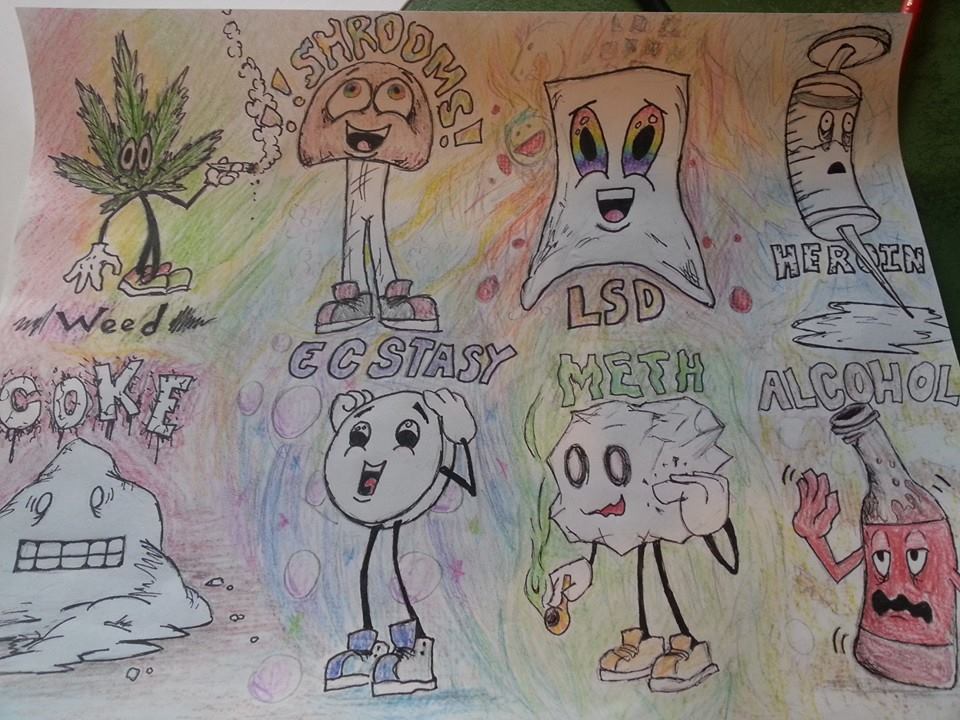 !SHROOMS!
HEROIN
LSD
Weed
ECSTASY
METH
COKE
ALCOHOL